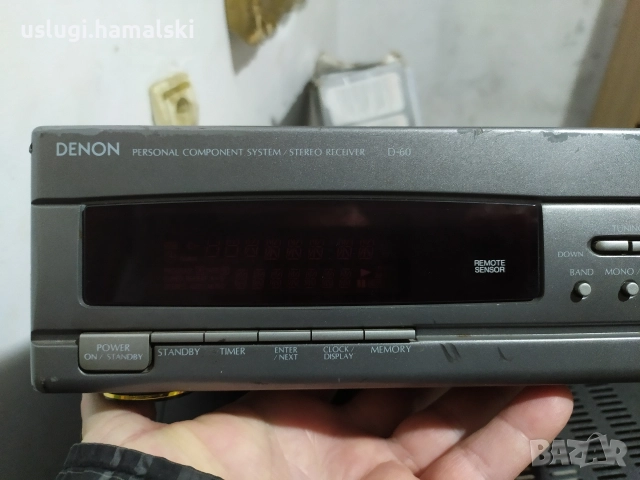 uslugi.hamalski
DENON PERSONAL COMPONENT SYSTEM / STEREO RECEIVER D-60
REMOTE
SENSOR
DOWN
BAND MONO /
POWER
ON / STANDBY
STANDBY
TIMER
ENTER
/ NEXT
CLOCK/
DISPLAY
MEMORY
BAZAR